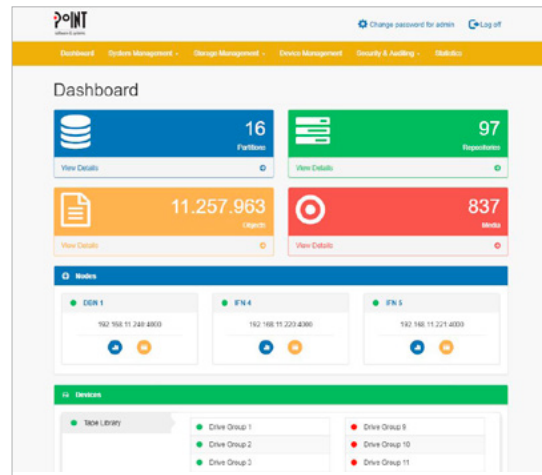 PoINT
Change password for admin
Log off
Dashboard
System Management
Storage Management
Device Management
Security & Auditing
Statistics
Dashboard
16
Partitions
View Details
97
Repositories
View Details
11.257.963
Objects
View Details
837
Media
View Details
Nodes
DBN 1
IFN 4
IFN 5
192.168.11.240:4000
192.168.11.220:4000
192.168.11.221:4000
Devices
Tape Library
Drive Group 1
Drive Group 9
Drive Group 2
Drive Group 10
Drive Group 3
Drive Group 11